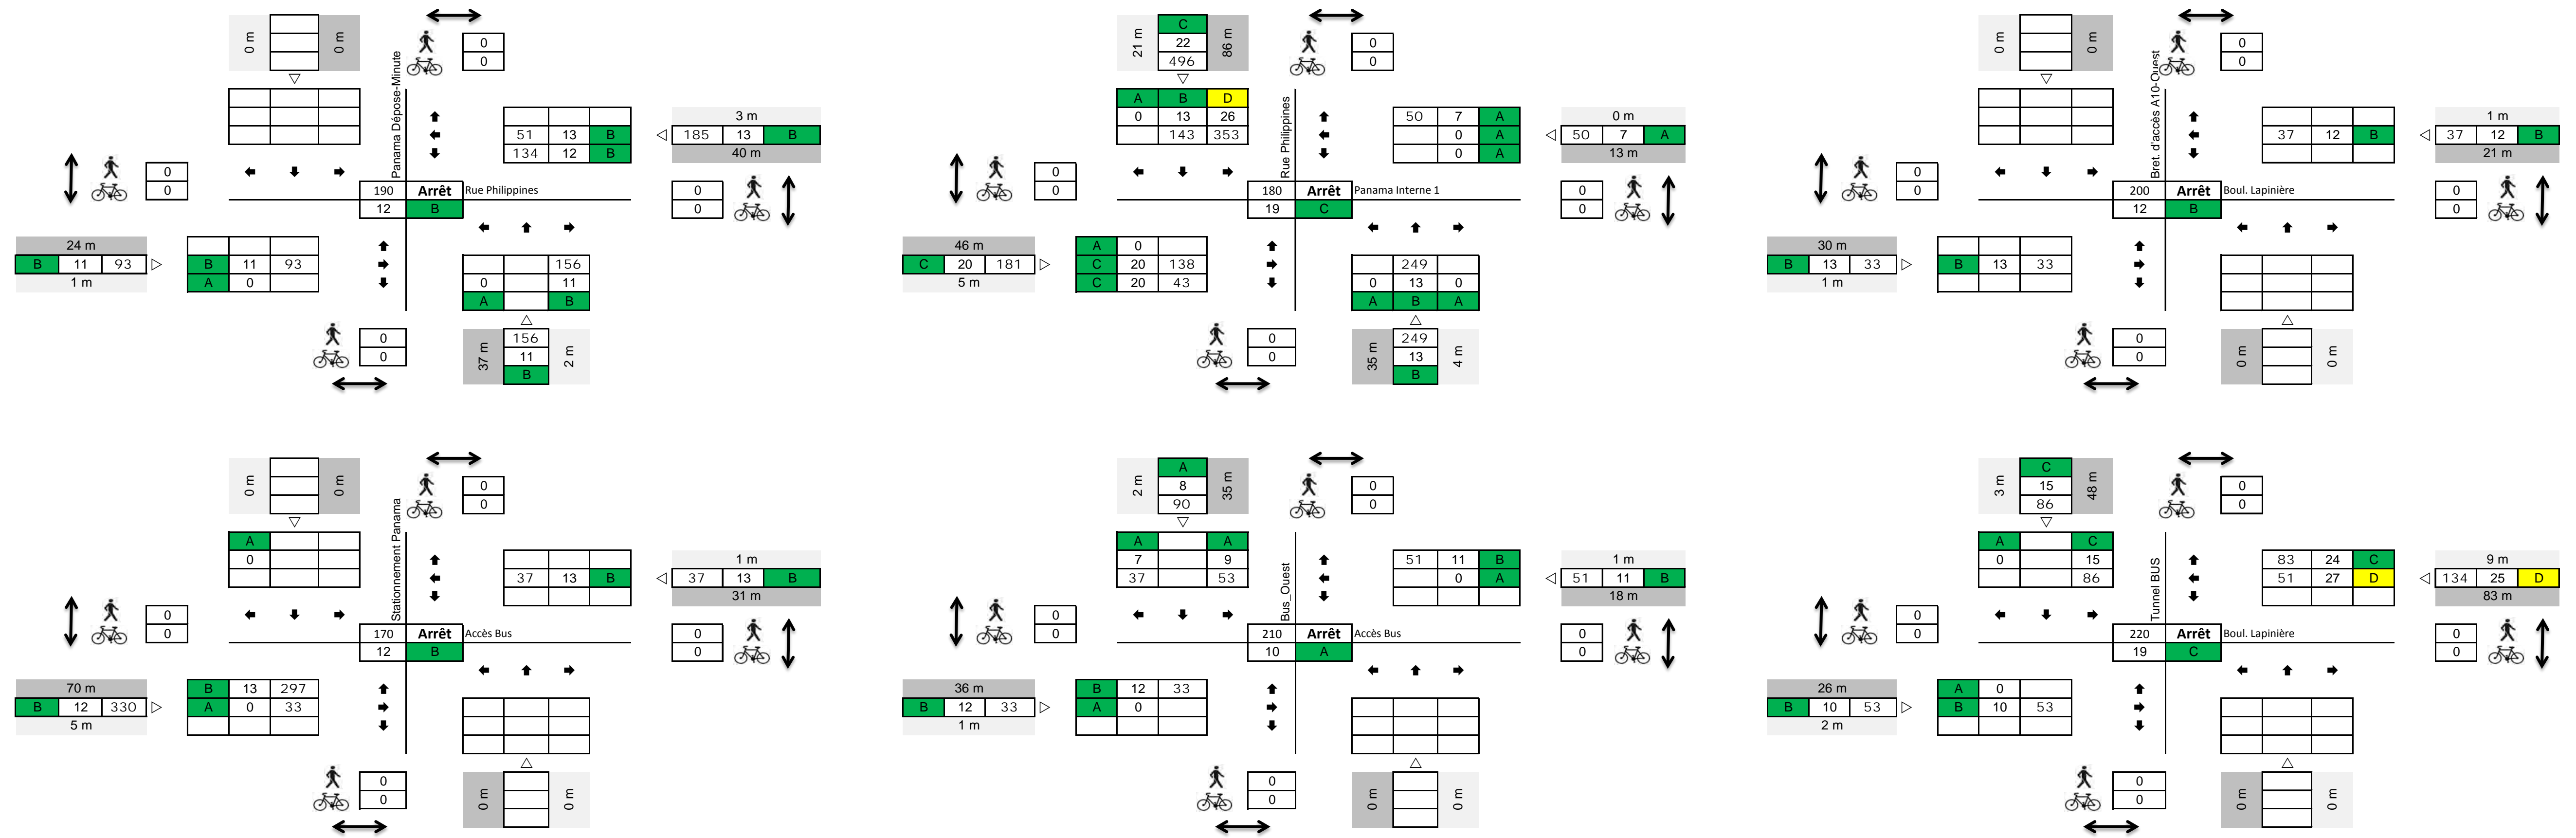 Panama Dépose-Minute
0 m
0 m
0
0
3 m
51 13 B
185 13 B
134 12 B
40 m
0
0
190 Arrêt Rue Philippines
12 B
0
0
24 m
B 11 93
B 11 93
A 0
1 m
156
0 11
A B
0
0
37 m
156
11
B
2 m
Rue Philippines
21 m
C
22
496
86 m
0
0
A B D
0 13 26
143 353
50 7 A
0 A
0 A
0 m
50 7 A
13 m
0
0
180 Arrêt Panama Interne 1
19 C
0
0
46 m
C 20 181
5 m
A 0
C 20 138
C 20 43
249
0 13 0
A B A
0
0
35 m
249
13
B
4 m
Bret. d'accès A10-Ouest
0 m
0 m
0
0
37 12 B
1 m
37 12 B
21 m
0
0
200 Arrêt Boul. Lapinière
12 B
0
0
30 m
B 13 33
1 m
B 13 33
0
0
0 m
0 m
Stationnement Panama
0 m
0 m
0
0
A
0
37 13 B
1 m
37 13 B
31 m
0
0
170 Arrêt Accès Bus
12 B
0
0
70 m
B 12 330
5 m
B 13 297
A 0 33
0
0
0 m
0 m
Bus_Ouest
2 m
A
8
90
35 m
0
0
A A
7 9
37 53
51 11 B
0 A
1 m
51 11 B
18 m
0
0
210 Arrêt Accès Bus
10 A
0
0
36 m
B 12 33
1 m
B 12 33
A 0
0
0
0 m
0 m
Tunnel BUS
3 m
C
15
86
48 m
0
0
A C
0 15
86
83 24 C
51 27 D
9 m
134 25 D
83 m
0
0
220 Arrêt Boul. Lapinière
19 C
0
0
26 m
B 10 53
2 m
A 0
B 10 53
0
0
0 m
0 m